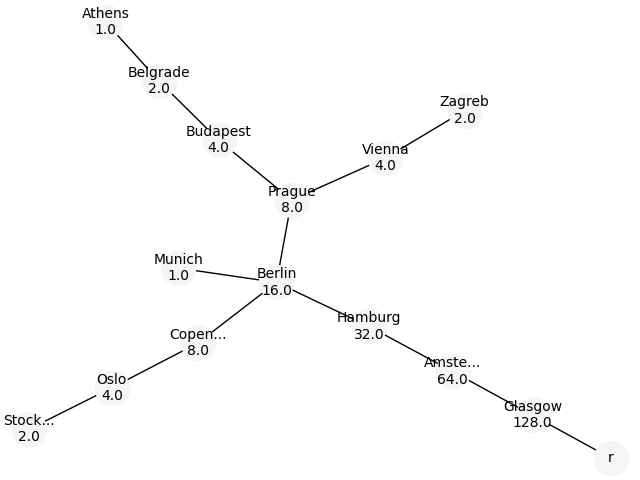 Athens
1.0
Belgrade
2.0
Zagreb
2.0
Budapest
4.0
Vienna
4.0
Prague
8.0
Munich
1.0
Berlin
16.0
Hamburg
32.0
Copen...
8.0
Amste...
64.0
Oslo
4.0
Glasgow
128.0
Stock...
2.0
r